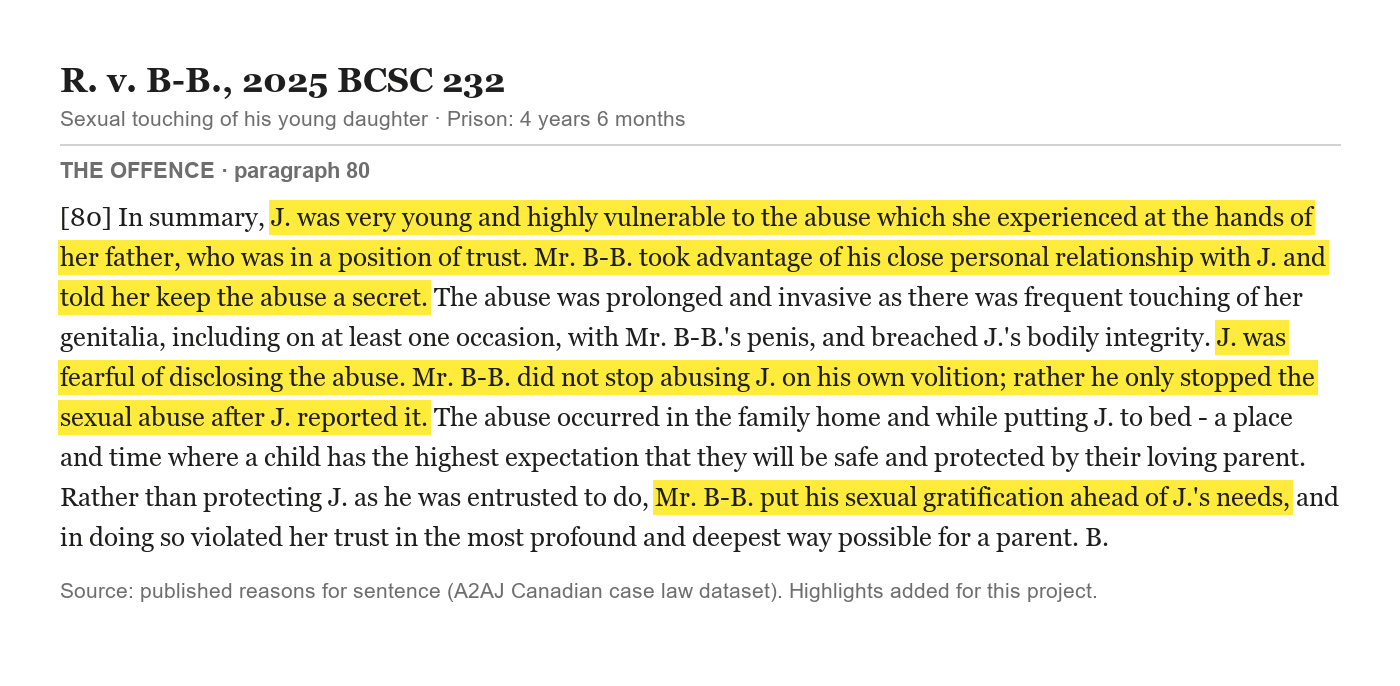 R. v. B-B., 2025 BCSC 232
Sexual touching of his young daughter · Prison: 4 years 6 months
THE OFFENCE · paragraph 80
[80] In summary, J. was very young and highly vulnerable to the abuse which she experienced at the hands of
her father, who was in a position of trust. Mr. B-B. took advantage of his close personal relationship with J. and
told her keep the abuse a secret. The abuse was prolonged and invasive as there was frequent touching of her
genitalia, including on at least one occasion, with Mr. B-B.'s penis, and breached J.'s bodily integrity. J. was
fearful of disclosing the abuse. Mr. B-B. did not stop abusing J. on his own volition; rather he only stopped the
sexual abuse after J. reported it. The abuse occurred in the family home and while putting J. to bed - a place
and time where a child has the highest expectation that they will be safe and protected by their loving parent.
Rather than protecting J. as he was entrusted to do, Mr. B-B. put his sexual gratification ahead of J.'s needs, and
in doing so violated her trust in the most profound and deepest way possible for a parent. B.
Source: published reasons for sentence (A2AJ Canadian case law dataset). Highlights added for this project.